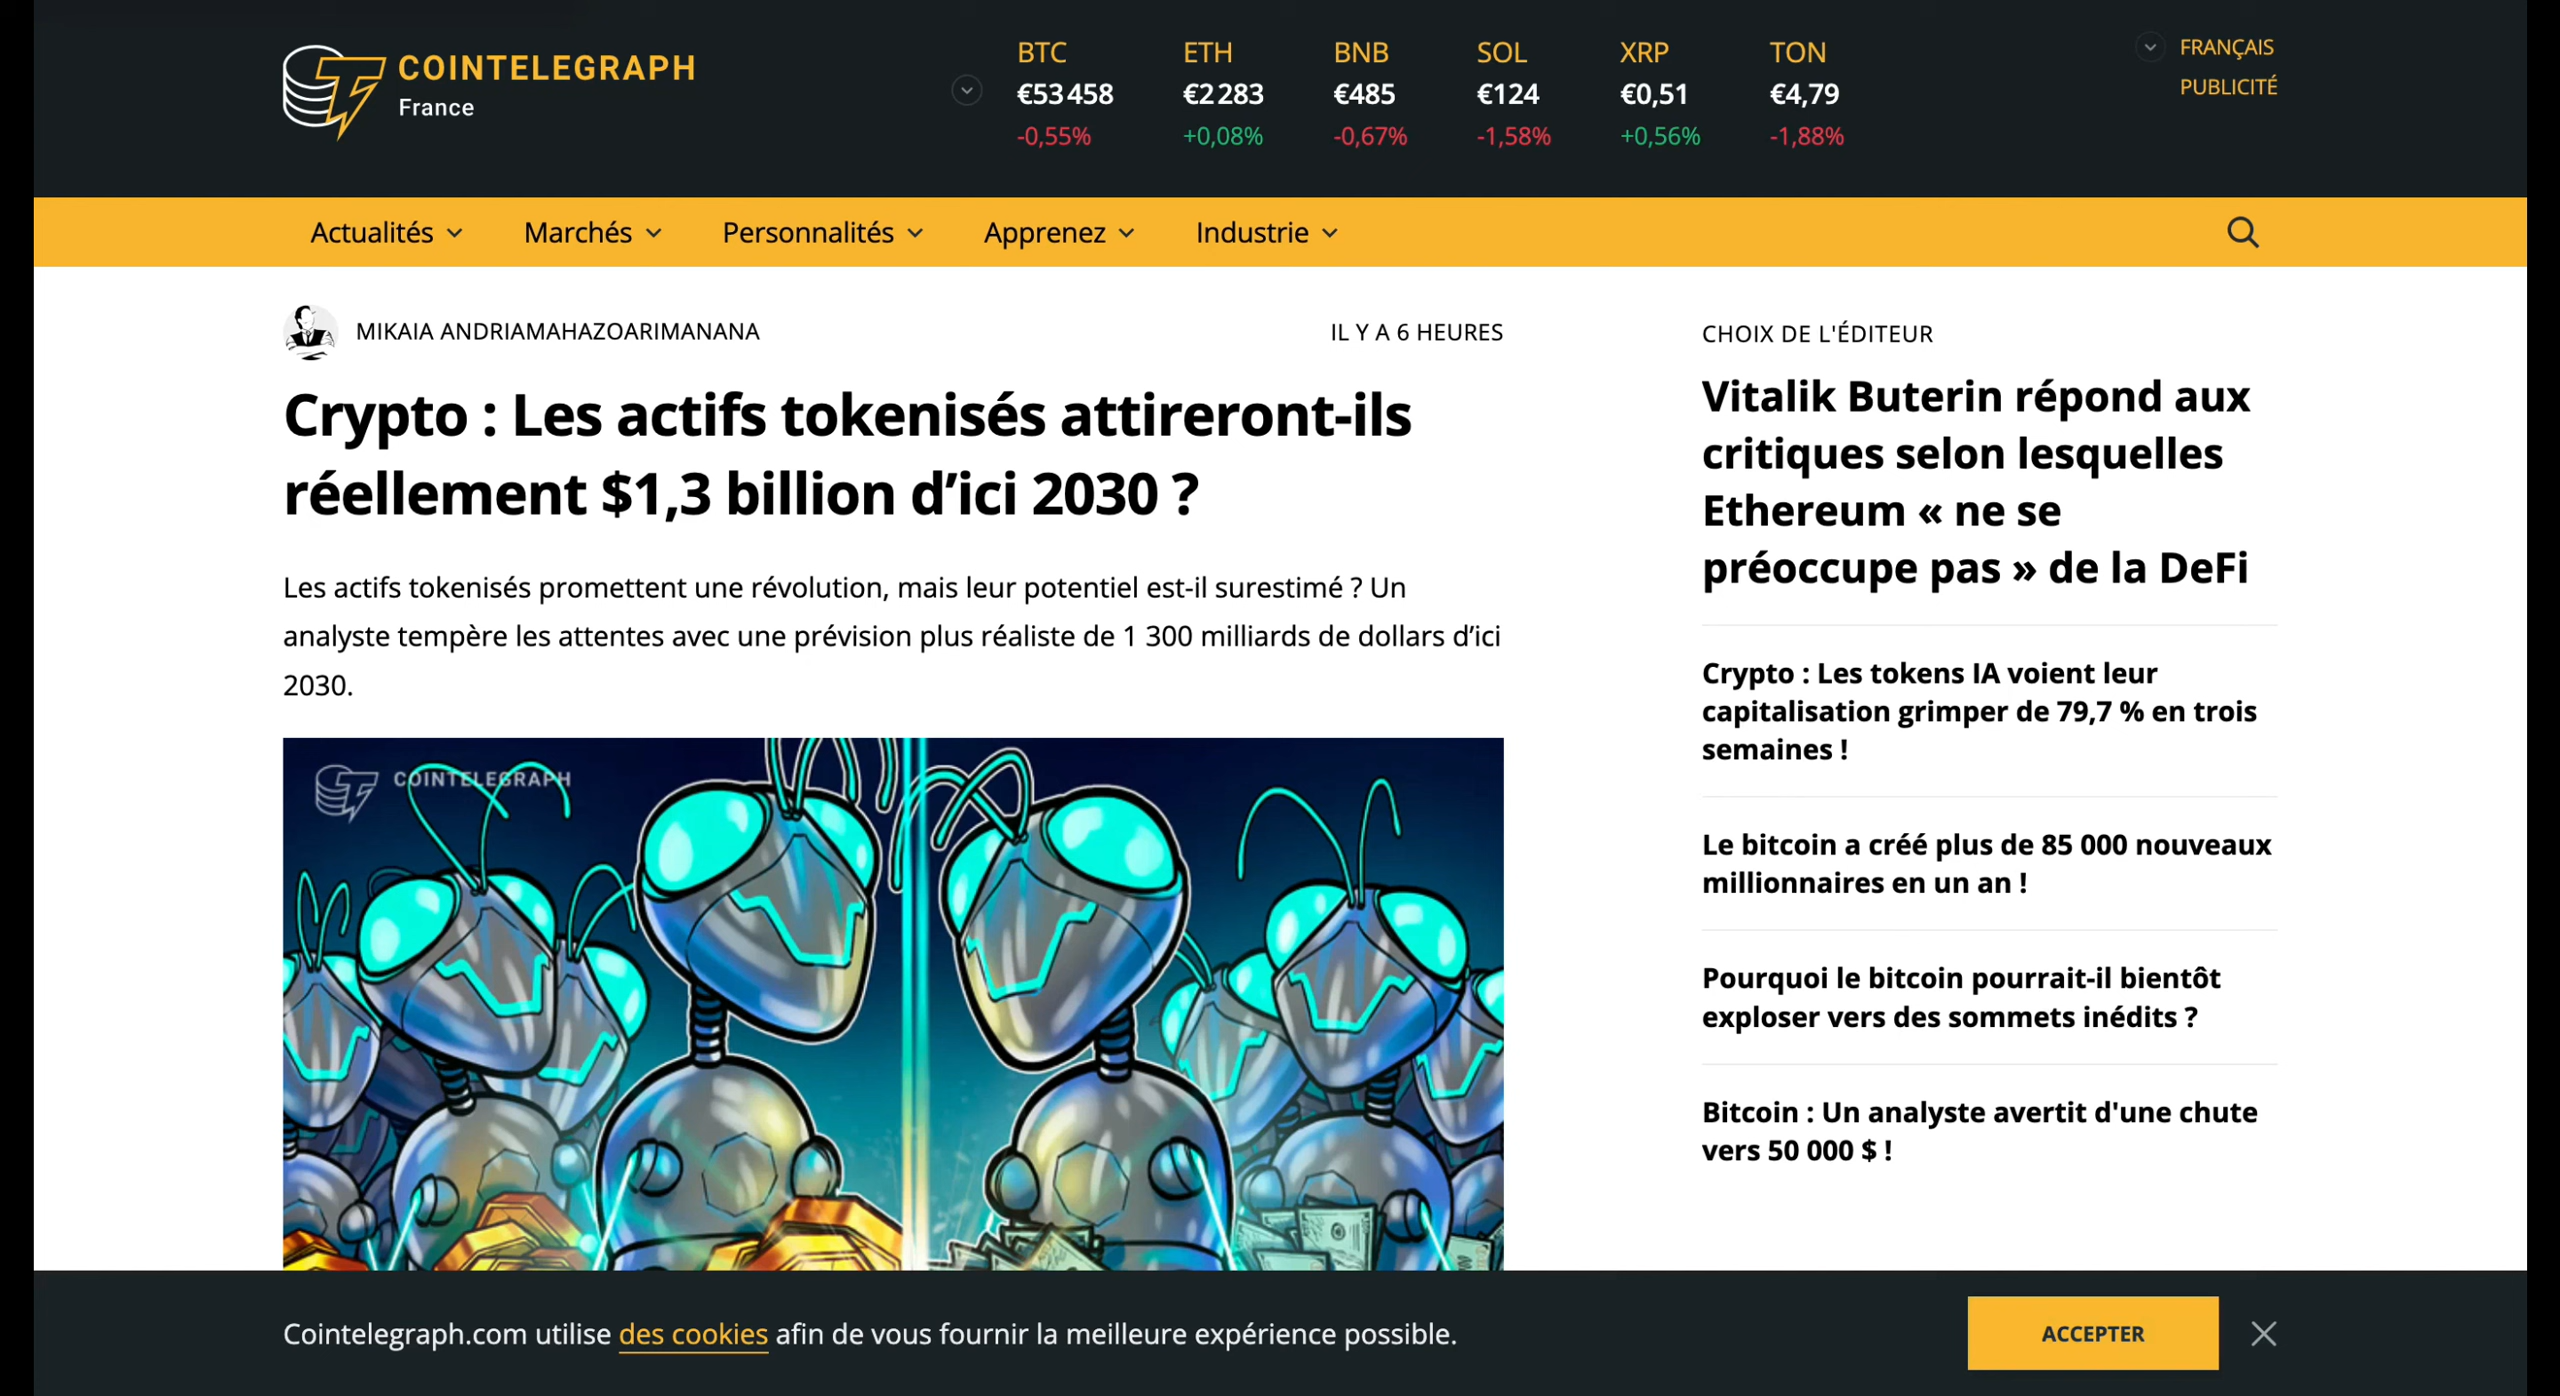 COINTELEGRAPH
France
BTC
€53 458
-0,55%
ETH
€2 283
+0,08%
BNB
€485
-0,67%
SOL
€124
-1,58%
XRP
€0,51
+0,56%
TON
€4,79
-1,88%
FRANÇAIS
PUBLICITÉ
Actualités
Marchés
Personnalités
Apprenez
Industrie
MIKAIA ANDRIAMAHAZOARIMANANA
IL Y A 6 HEURES
Crypto : Les actifs tokenisés attireront-ils
réellement $1,3 billion d’ici 2030 ?
Les actifs tokenisés promettent une révolution, mais leur potentiel est-il surestimé ? Un
analyste tempère les attentes avec une prévision plus réaliste de 1 300 milliards de dollars d’ici
2030.
COINTELEGRAPH
CHOIX DE L'ÉDITEUR
Vitalik Buterin répond aux
critiques selon lesquelles
Ethereum « ne se
préoccupe pas » de la DeFi
Crypto : Les tokens IA voient leur
capitalisation grimper de 79,7 % en trois
semaines !
Le bitcoin a créé plus de 85 000 nouveaux
millionnaires en un an !
Pourquoi le bitcoin pourrait-il bientôt
exploser vers des sommets inédits ?
Bitcoin : Un analyste avertit d'une chute
vers 50 000 $ !
Cointelegraph.com utilise des cookies afin de vous fournir la meilleure expérience possible.
ACCEPTER